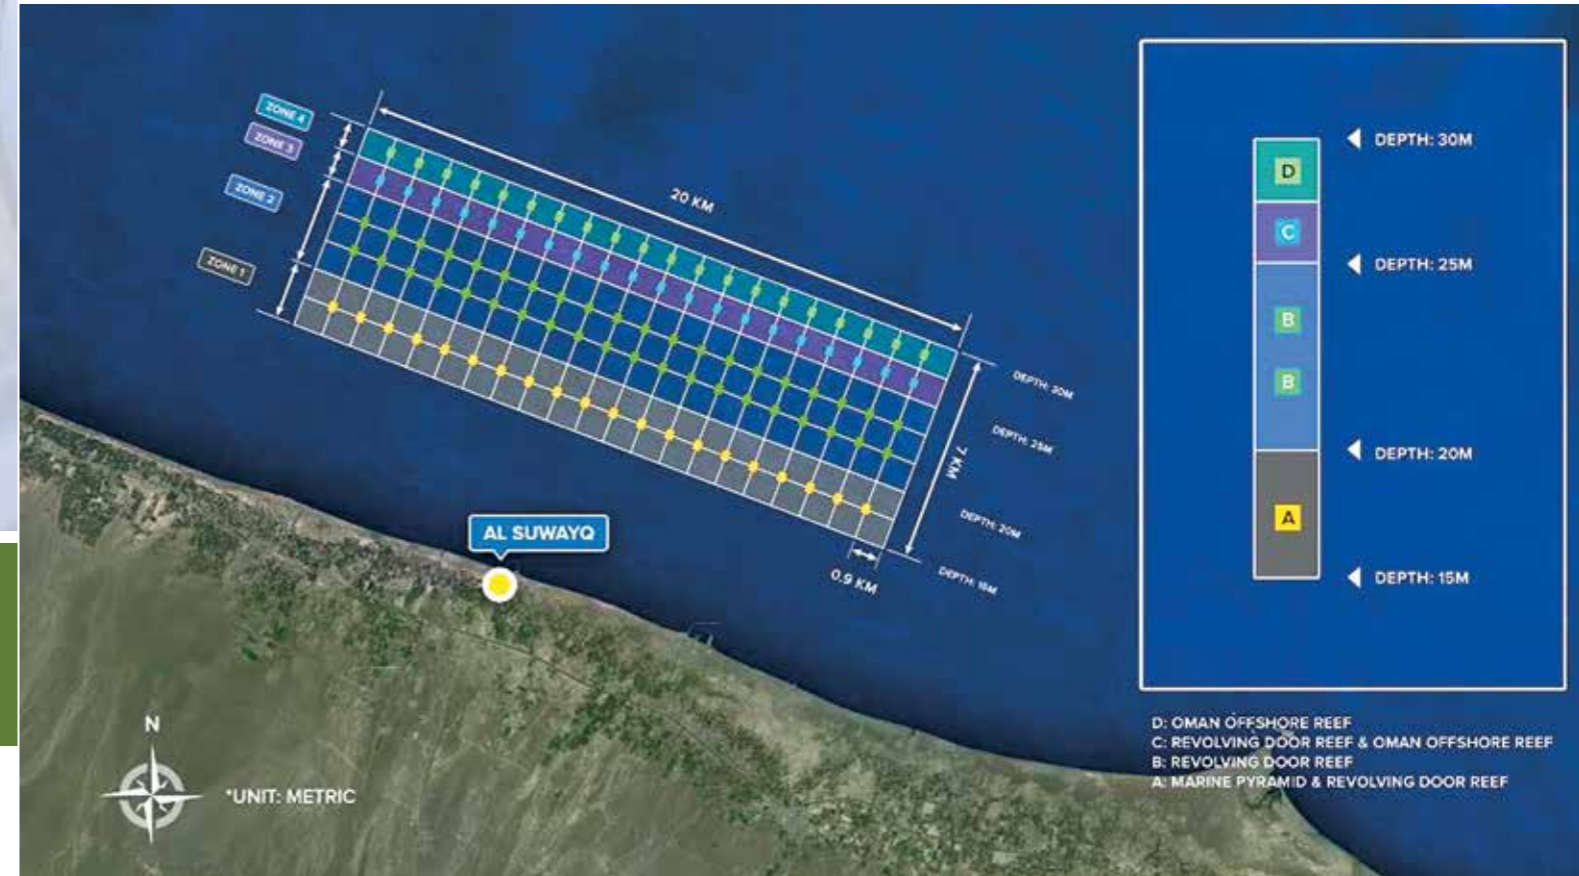 ZONE 4
ZONE 3
ZONE 2
ZONE 1
20 KM
DEPTH: 30M
DEPTH: 25M
7 KM
DEPTH: 20M
DEPTH: 15M
0.9 KM
AL SUWAYQ
N
*UNIT: METRIC
D
C
B
B
A
DEPTH: 30M
DEPTH: 25M
DEPTH: 20M
DEPTH: 15M
D: OMAN OFFSHORE REEF
C: REVOLVING DOOR REEF & OMAN OFFSHORE REEF
B: REVOLVING DOOR REEF
A: MARINE PYRAMID & REVOLVING DOOR REEF